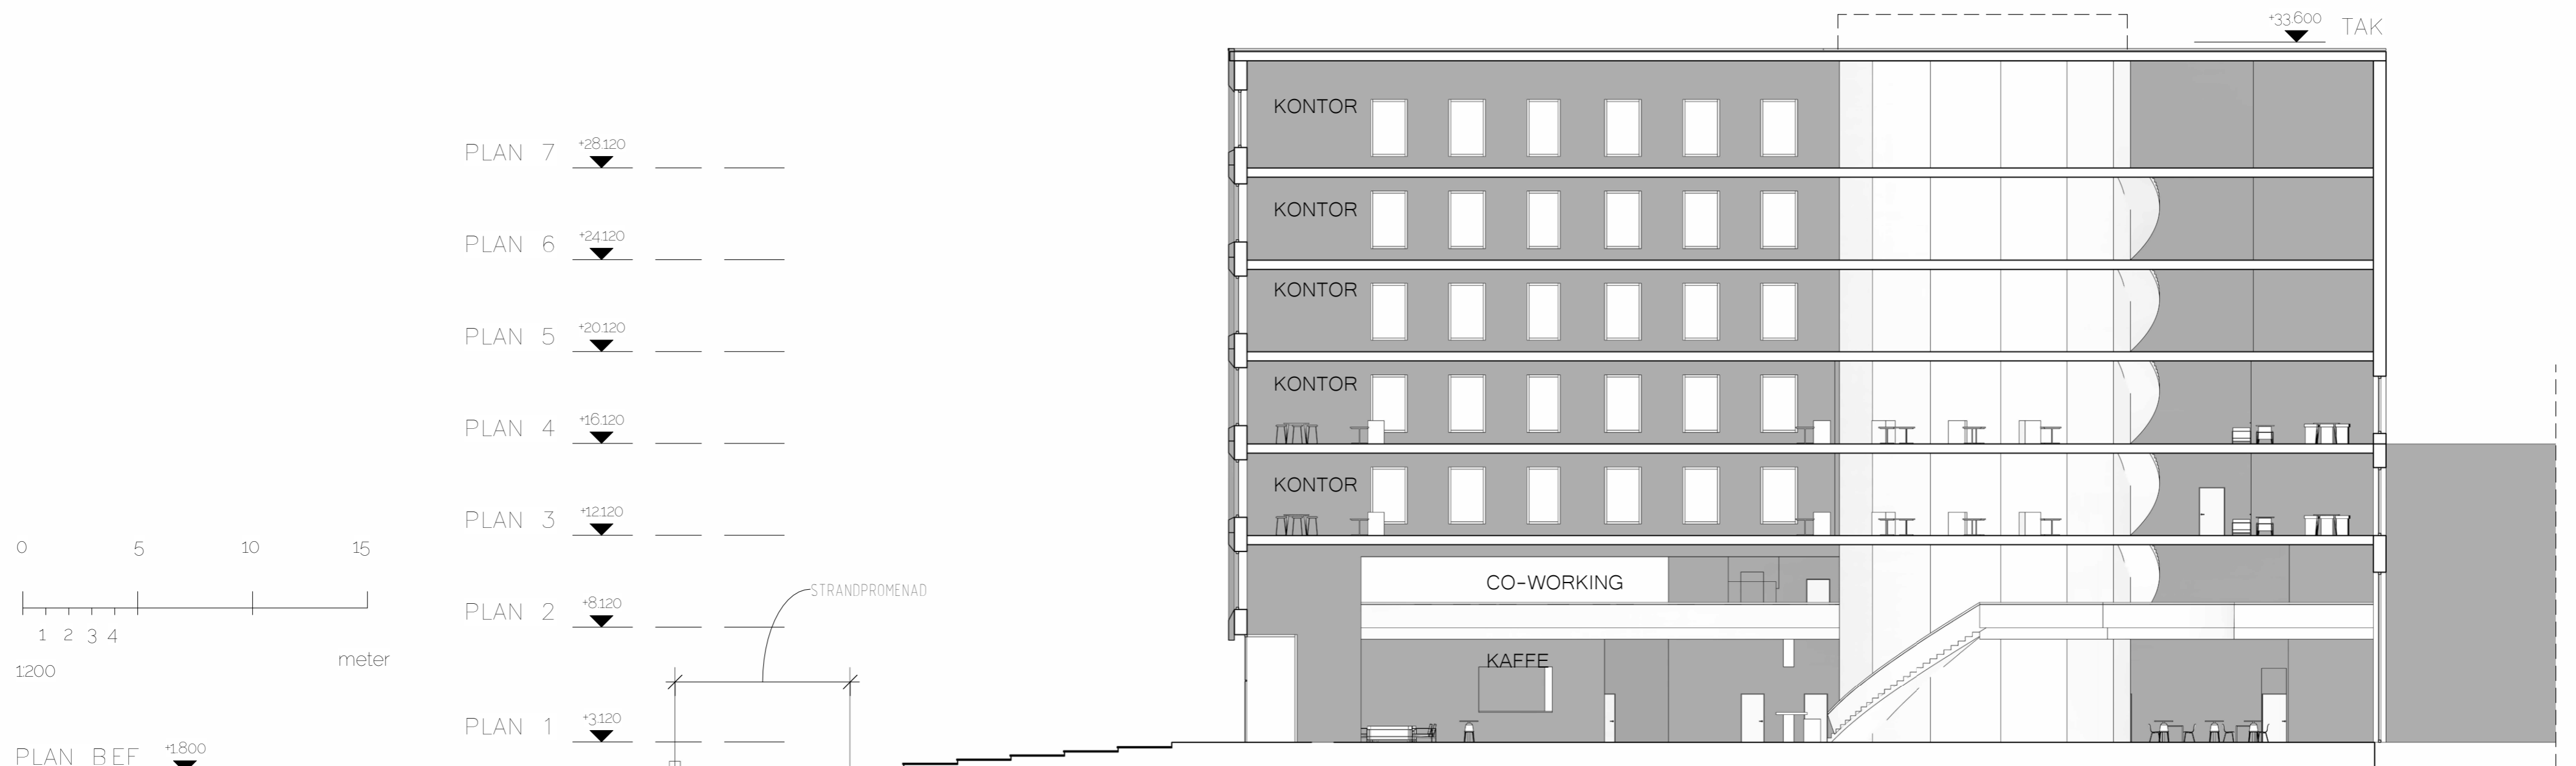 +33.600 TAK
KONTOR
PLAN 7 +28.120
KONTOR
PLAN 6 +24.120
KONTOR
PLAN 5 +20.120
KONTOR
PLAN 4 +16.120
KONTOR
PLAN 3 +12.120
0 5 10 15
1 2 3 4
meter
1:200
PLAN 2 +8.120
STRANDPROMENAD
CO-WORKING
KAFFE
PLAN 1 +3.120
PLAN BEF +1.800